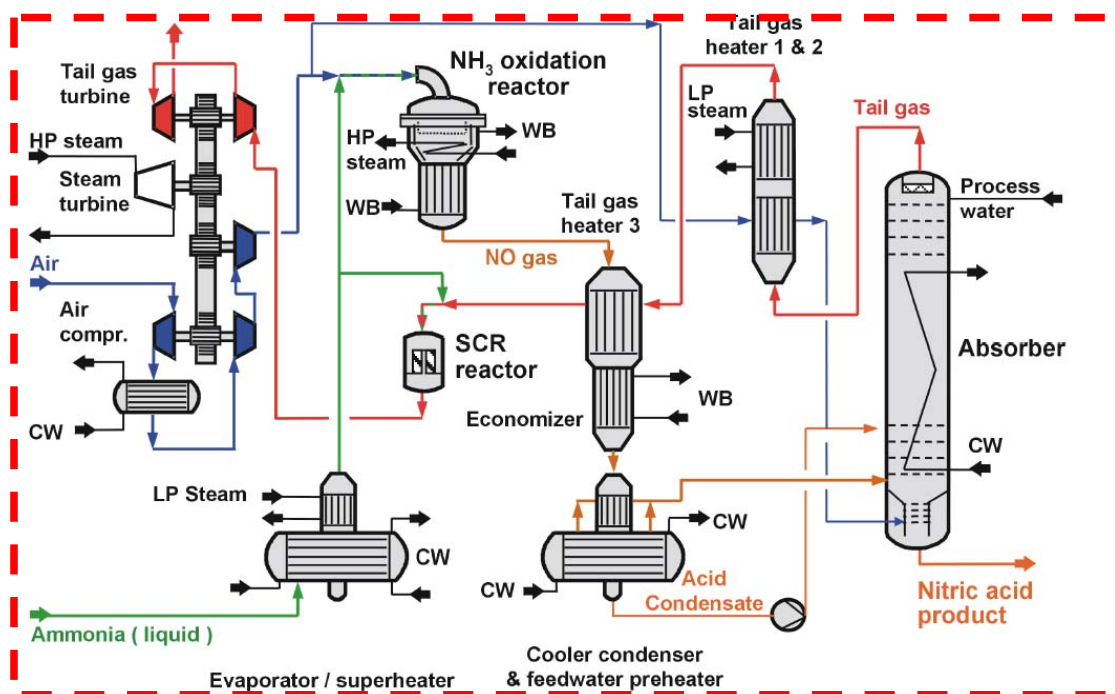 Tail gas
heater 1 & 2
Tail gas
turbine
NH3 oxidation
reactor
LP
steam
Tail gas
HP steam
WB
HP
steam
Steam
turbine
Process
water
WB
Tail gas
heater 3
NO gas
Air
Air
compr.
SCR
reactor
Absorber
WB
Economizer
CW
CW
LP Steam
CW
CW
CW
Acid
Condensate
Nitric acid
product
Ammonia ( liquid )
Evaporator / superheater
Cooler condenser
& feedwater preheater